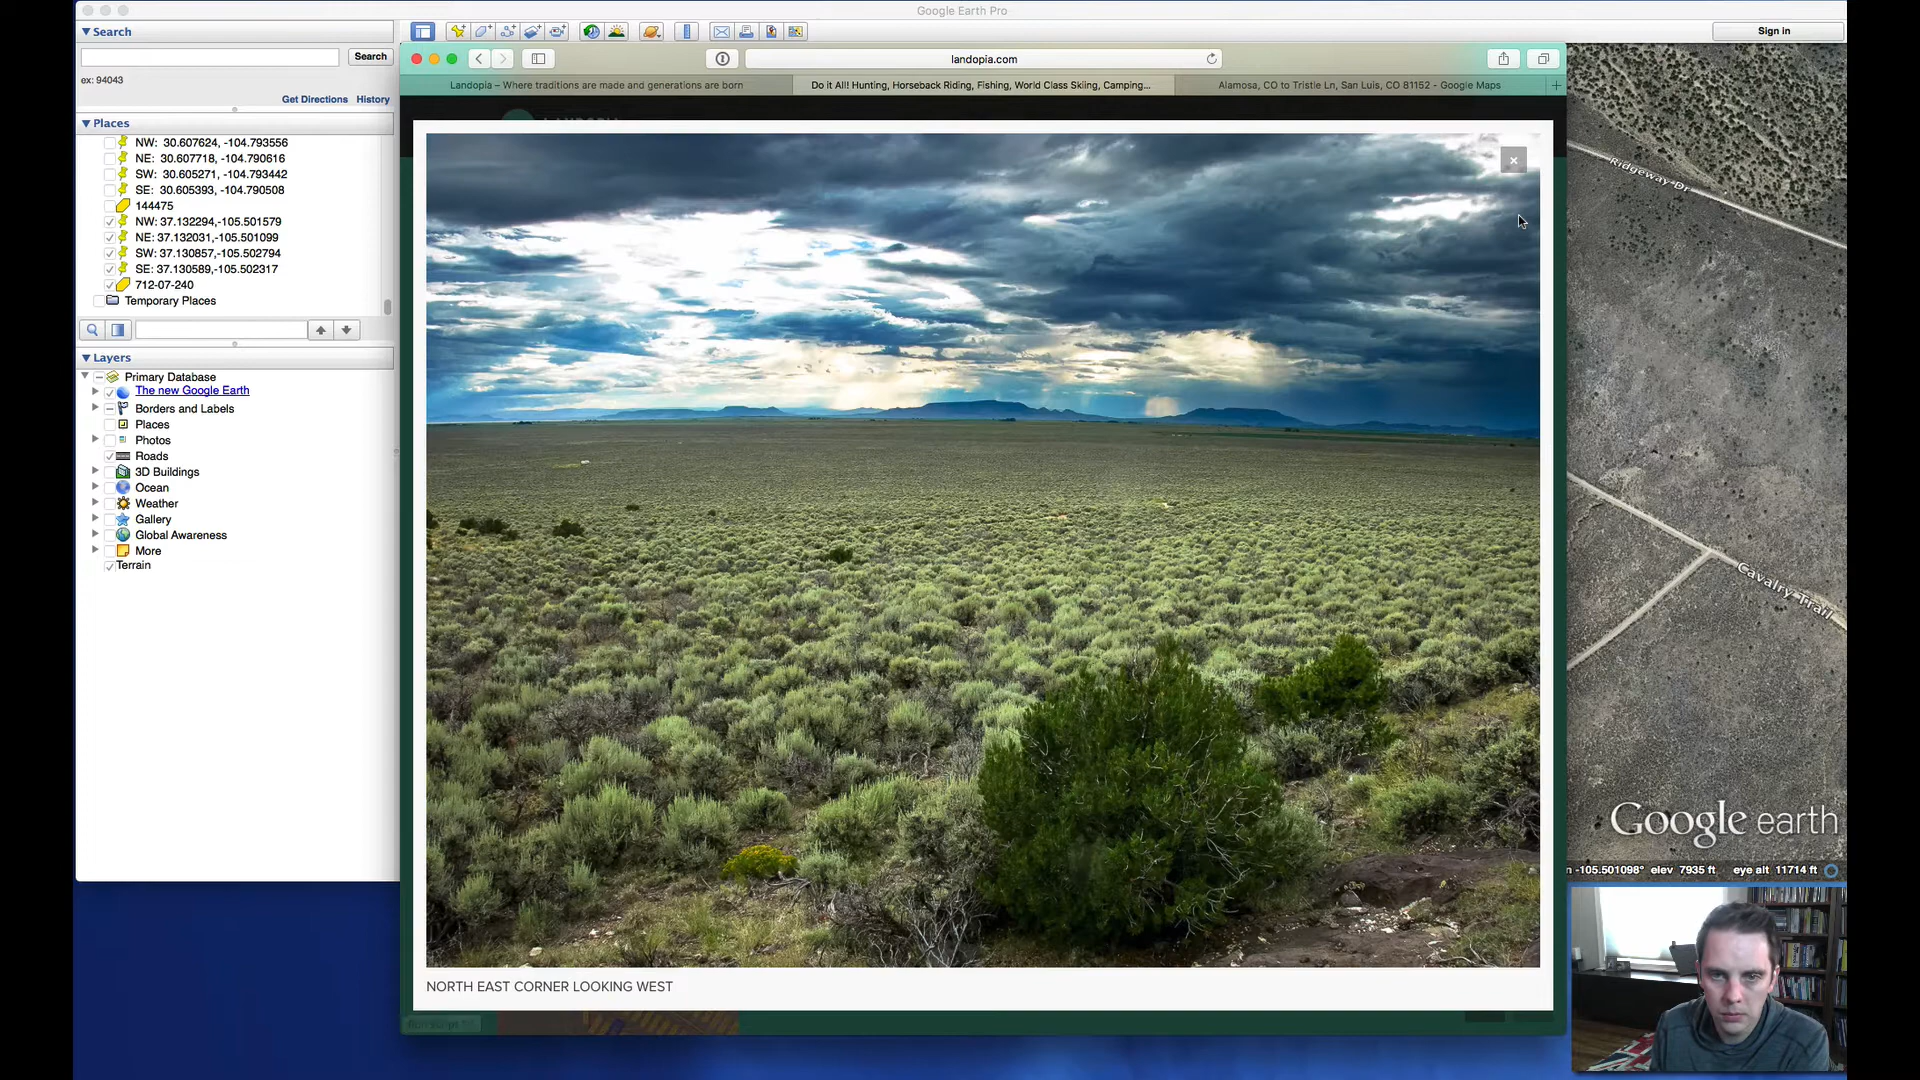 Google Earth Pro
Search
Search
ex: 94043
Get Directions
History
Places
NW: 30.607624, -104.793556
NE: 30.607718, -104.790616
SW: 30.605271, -104.793442
SE: 30.605393, -104.790508
144475
NW: 37.132294,-105.501579
NE: 37.132031,-105.501099
SW: 37.130857,-105.502794
SE: 37.130589,-105.502317
712-07-240
Temporary Places
Layers
Primary Database
The new Google Earth
Borders and Labels
Places
Photos
Roads
3D Buildings
Ocean
Weather
Gallery
Global Awareness
More
Terrain
Sign in
landopia.com
Landopia – Where traditions are made and generations are born
Do it All! Hunting, Horseback Riding, Fishing, World Class Skiing, Camping...
Alamosa, CO to Tristle Ln, San Luis, CO 81152 - Google Maps
NORTH EAST CORNER LOOKING WEST
Ridgeway Dr
Cavalry Trail
Google earth
-105.501098° elev 7935 ft eye alt 11714 ft